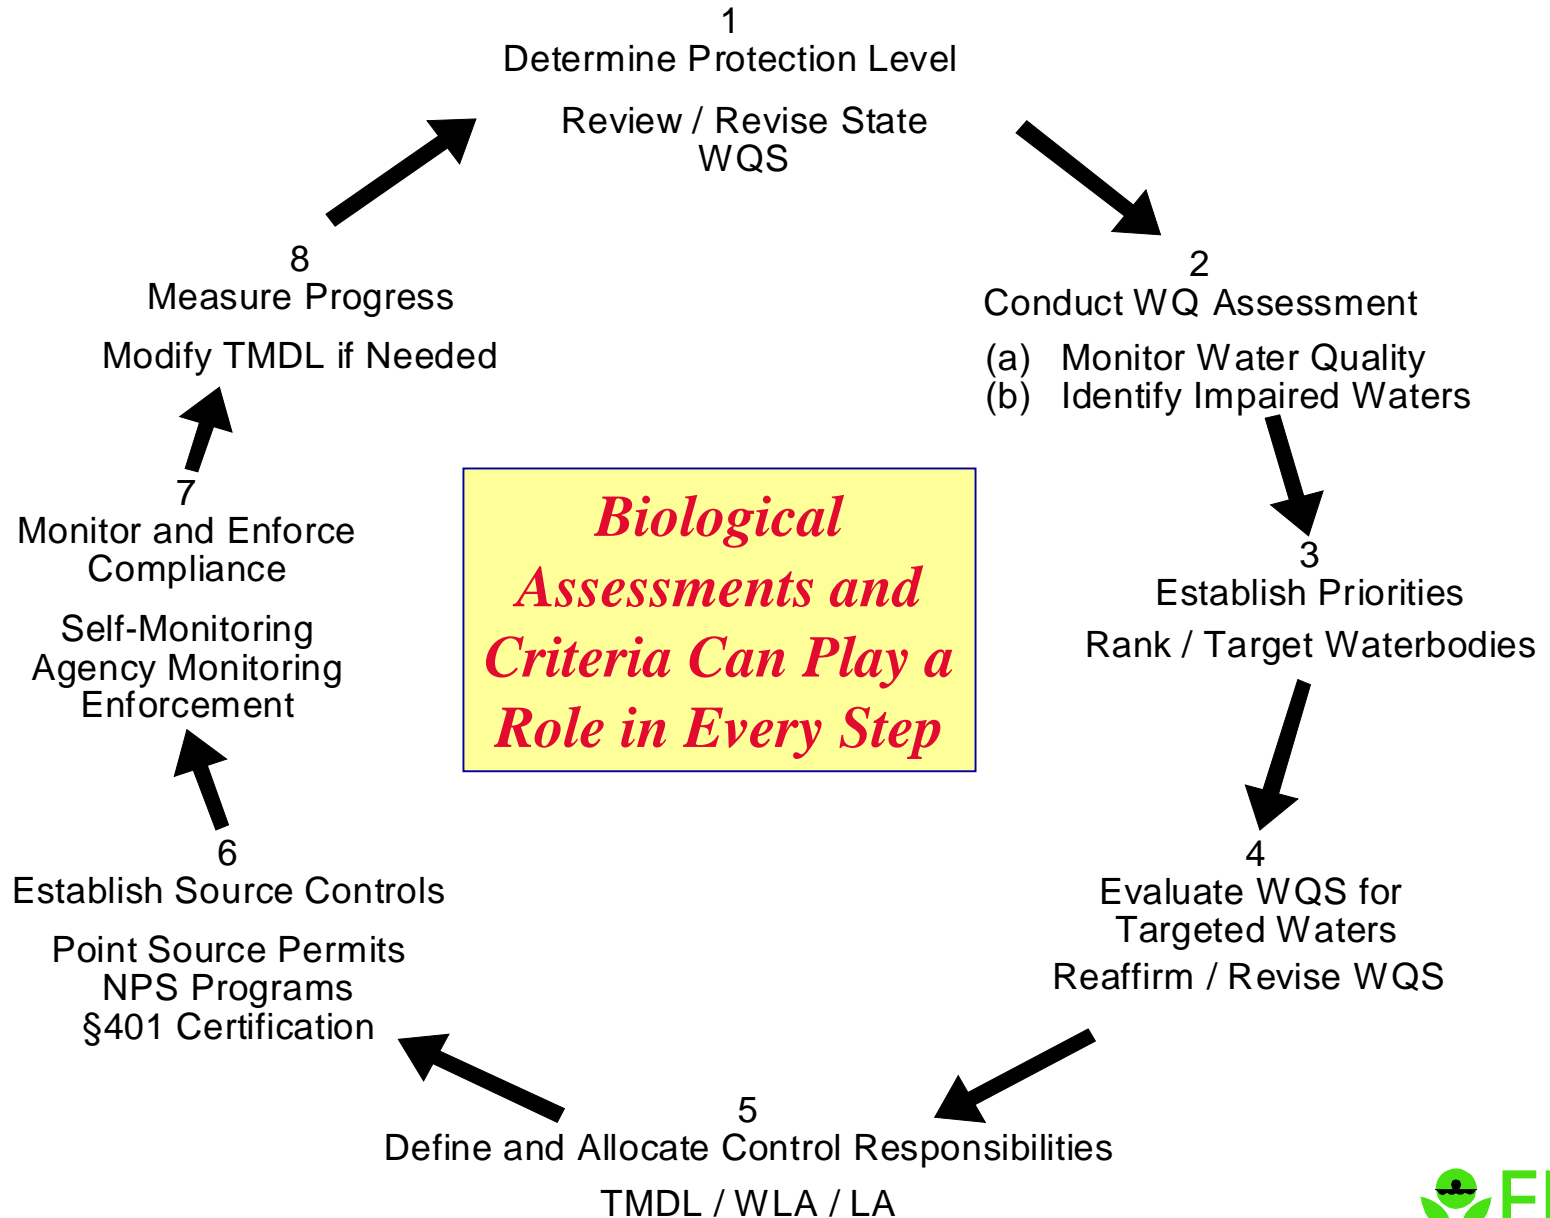 1
Determine Protection Level
Review / Revise State
WQS
2
Conduct WQ Assessment
(a) Monitor Water Quality
(b) Identify Impaired Waters
3
Establish Priorities
Rank / Target Waterbodies
4
Evaluate WQS for
Targeted Waters
Reaffirm / Revise WQS
5
Define and Allocate Control Responsibilities
TMDL / WLA / LA
6
Establish Source Controls
Point Source Permits
NPS Programs
§401 Certification
7
Monitor and Enforce
Compliance
Self-Monitoring
Agency Monitoring
Enforcement
8
Measure Progress
Modify TMDL if Needed
Biological
Assessments and
Criteria Can Play a
Role in Every Step